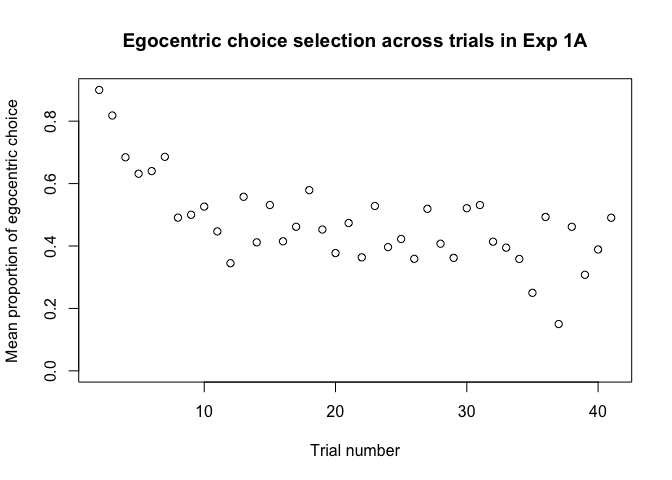 Egocentric choice selection across trials in Exp 1A
Mean proportion of egocentric choice
0.8
0.6
0.4
0.2
0.0
10 20 30 40
Trial number